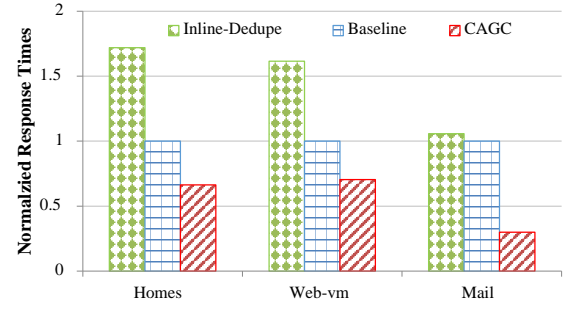 Normalzied Response Times
2
1.5
1
0.5
0
Inline-Dedupe Baseline CAGC
Homes Web-vm Mail